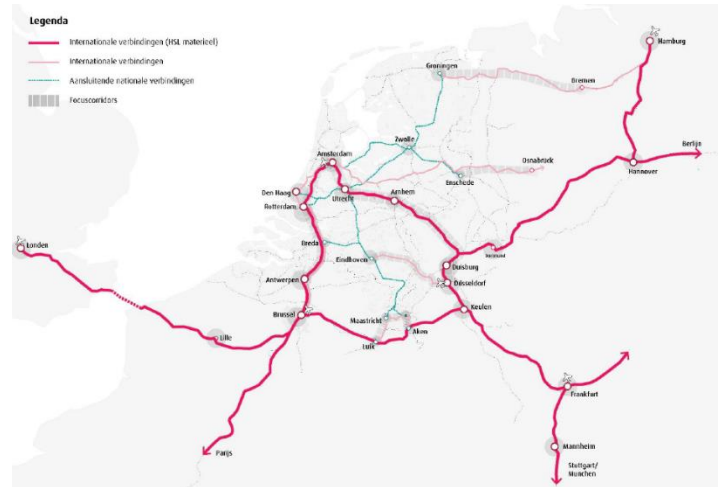 Legenda
Internationale verbindingen (HSL materieel)
Internationale verbindingen
Aansluitende nationale verbindingen
Focuscorridors
Hamburg
Groningen
Bremen
Zwolle
Amsterdam
Osnabrück
Berlijn
Hannover
Enschede
Den Haag
Utrecht
Arnhem
Rotterdam
Londen
Breda
Dortmund
Eindhoven
Duisburg
Antwerpen
Düsseldorf
Brussel
Maastricht
Keulen
Lille
Luik
Aken
Frankfurt
Parijs
Mannheim
Stuttgart/
Munchen